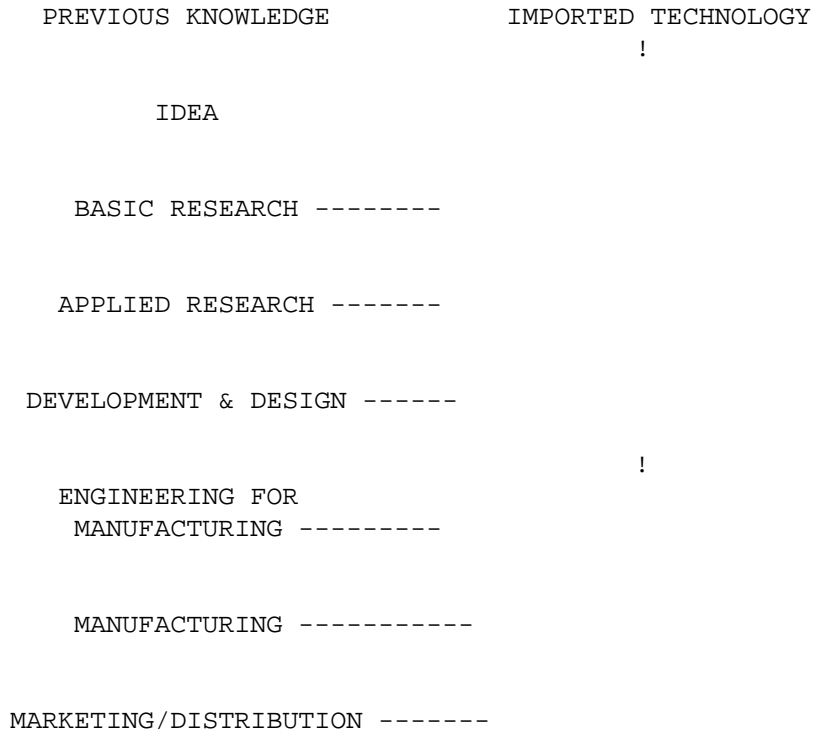 PREVIOUS KNOWLEDGE IMPORTED TECHNOLOGY
!
IDEA
BASIC RESEARCH --------
APPLIED RESEARCH -------
DEVELOPMENT & DESIGN ------
!
ENGINEERING FOR
MANUFACTURING ---------
MANUFACTURING -----------
MARKETING/DISTRIBUTION -------